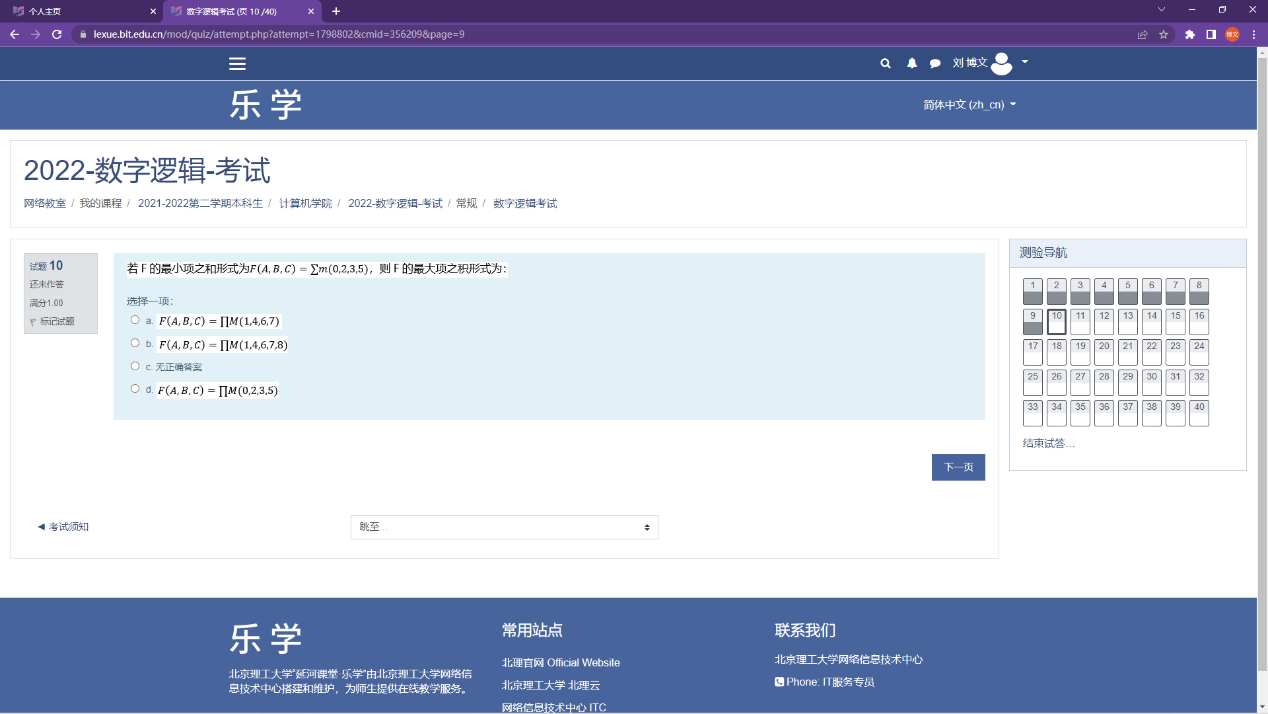 个人主页
数字逻辑考试 (页 10 /40)
lexue.bit.edu.cn/mod/quiz/attempt.php?attempt=1798802&cmid=356209&page=9
博文
刘 博文
乐 学
简体中文 (zh_cn)
2022-数字逻辑-考试
网络教室 / 我的课程 / 2021-2022第二学期本科生 / 计算机学院 / 2022-数字逻辑-考试 / 常规 / 数字逻辑考试
试题 10
还未作答
满分1.00
标记试题
若 F 的最小项之和形式为F(A, B, C) = ∑m(0,2,3,5)，则 F 的最大项之积形式为：
选择一项：
a. F(A, B, C) = ∏M(1,4,6,7)
b. F(A, B, C) = ∏M(1,4,6,7,8)
c. 无正确答案
d. F(A, B, C) = ∏M(0,2,3,5)
下一页
◀ 考试须知
跳至...
测验导航
1 2 3 4 5 6 7 8
9 10 11 12 13 14 15 16
17 18 19 20 21 22 23 24
25 26 27 28 29 30 31 32
33 34 35 36 37 38 39 40
结束试答...
乐 学
北京理工大学"延河课堂·乐学"由北京理工大学网络信
息技术中心搭建和维护，为师生提供在线教学服务。
常用站点
北理官网 Official Website
北京理工大学 北理云
网络信息技术中心 ITC
联系我们
北京理工大学网络信息技术中心
Phone: IT服务专员